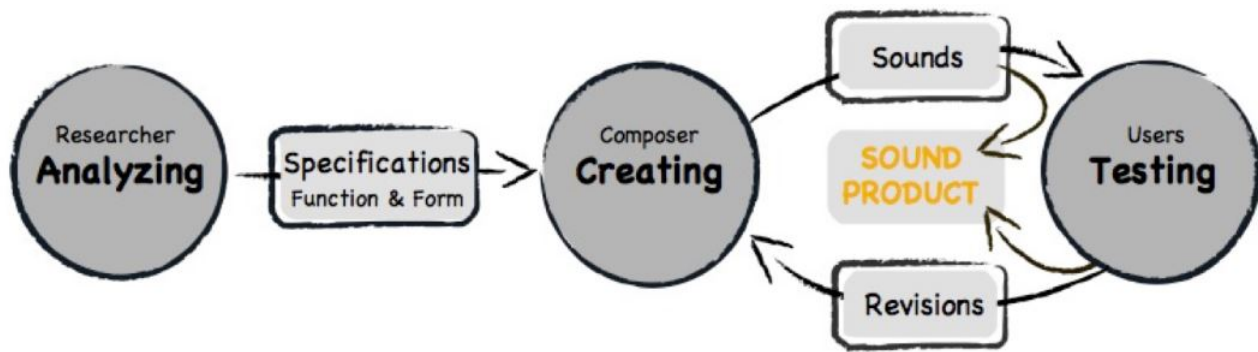 Researcher
Analyzing
Specifications
Function & Form
Composer
Creating
Sounds
SOUND
PRODUCT
Revisions
Users
Testing